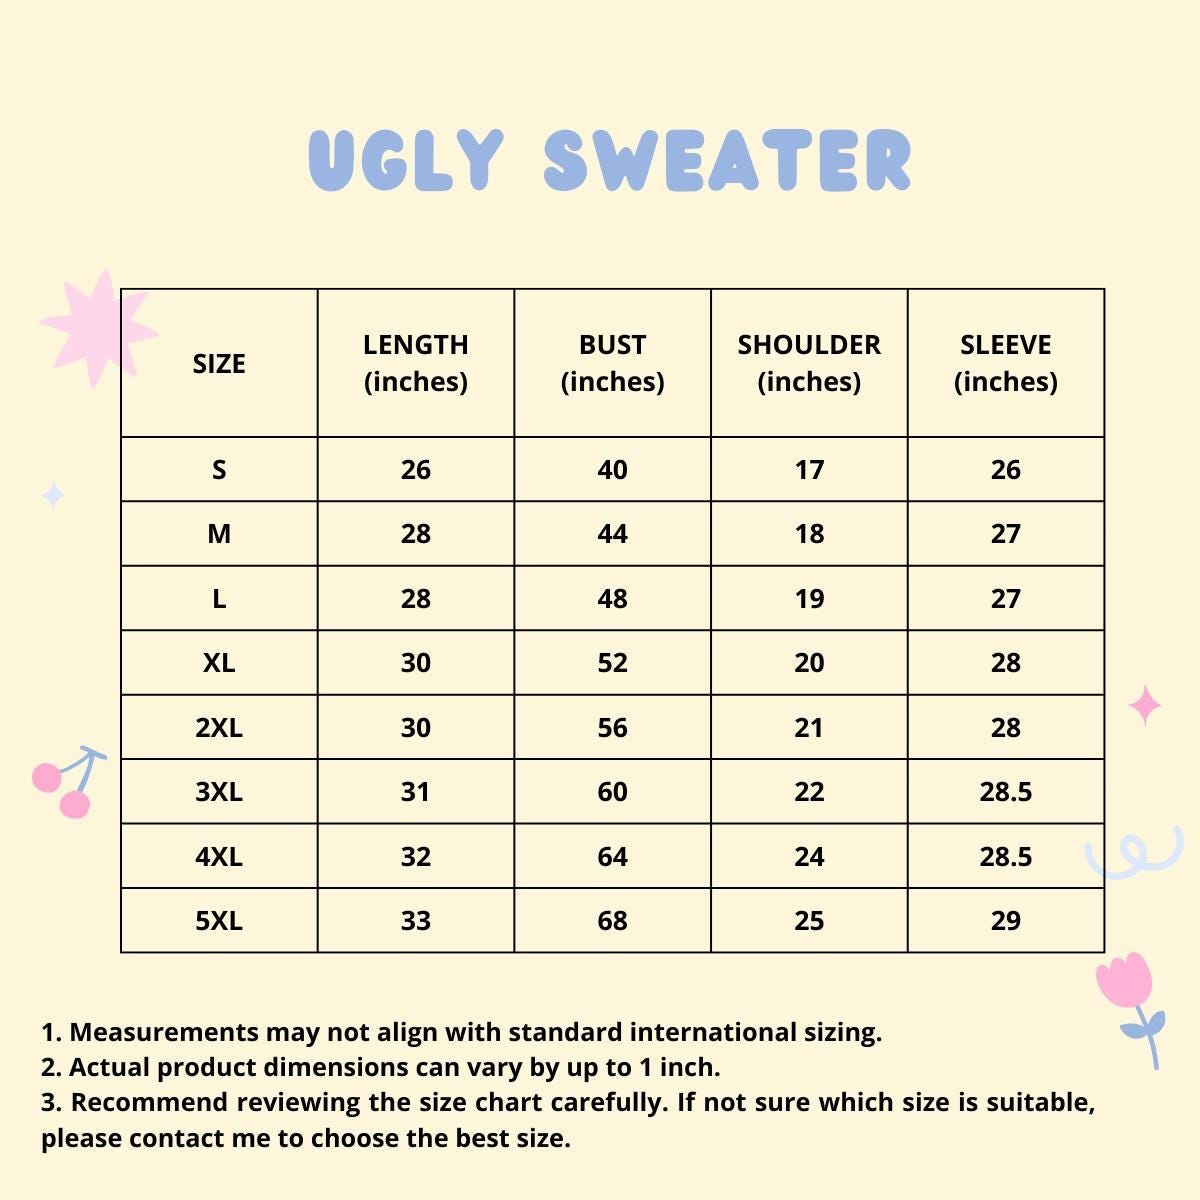 UGLY SWEATER
SIZE LENGTH (inches) BUST (inches) SHOULDER (inches) SLEEVE (inches)
S 26 40 17 26
M 28 44 18 27
L 28 48 19 27
XL 30 52 20 28
2XL 30 56 21 28
3XL 31 60 22 28.5
4XL 32 64 24 28.5
5XL 33 68 25 29
1. Measurements may not align with standard international sizing.
2. Actual product dimensions can vary by up to 1 inch.
3. Recommend reviewing the size chart carefully. If not sure which size is suitable,
please contact me to choose the best size.